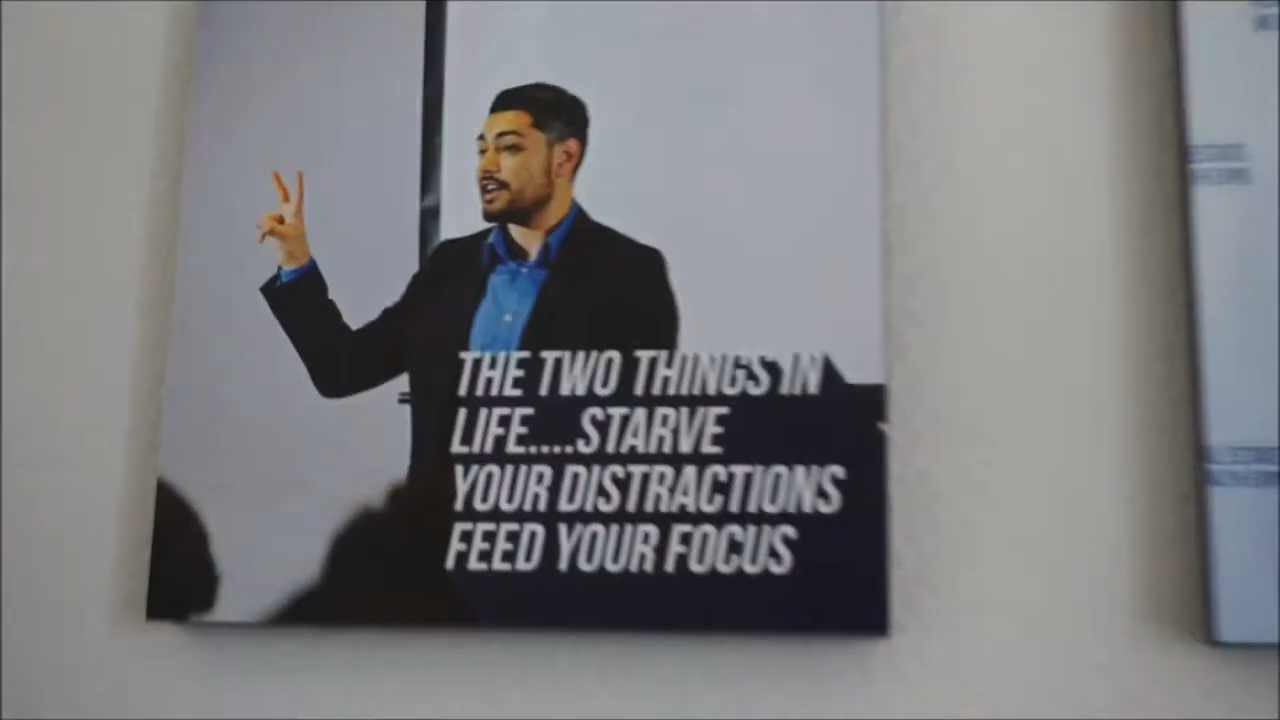 THE TWO THINGS IN
LIFE....STARVE
YOUR DISTRACTIONS
FEED YOUR FOCUS